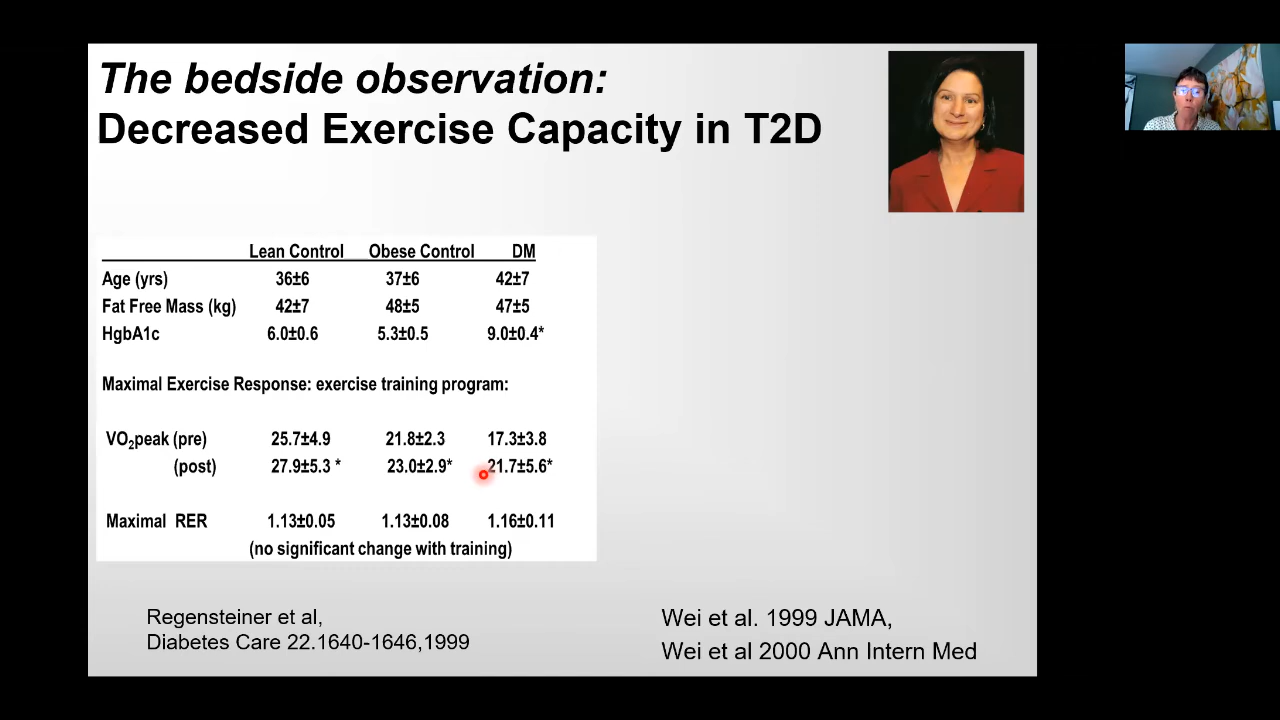 The bedside observation:
Decreased Exercise Capacity in T2D
Lean Control Obese Control DM
Age (yrs) 36±6 37±6 42±7
Fat Free Mass (kg) 42±7 48±5 47±5
HgbA1c 6.0±0.6 5.3±0.5 9.0±0.4*
Maximal Exercise Response: exercise training program:
VO2peak (pre) 25.7±4.9 21.8±2.3 17.3±3.8
(post) 27.9±5.3 * 23.0±2.9* 21.7±5.6*
Maximal RER 1.13±0.05 1.13±0.08 1.16±0.11
(no significant change with training)
Regensteiner et al,
Diabetes Care 22.1640-1646,1999
Wei et al. 1999 JAMA,
Wei et al 2000 Ann Intern Med